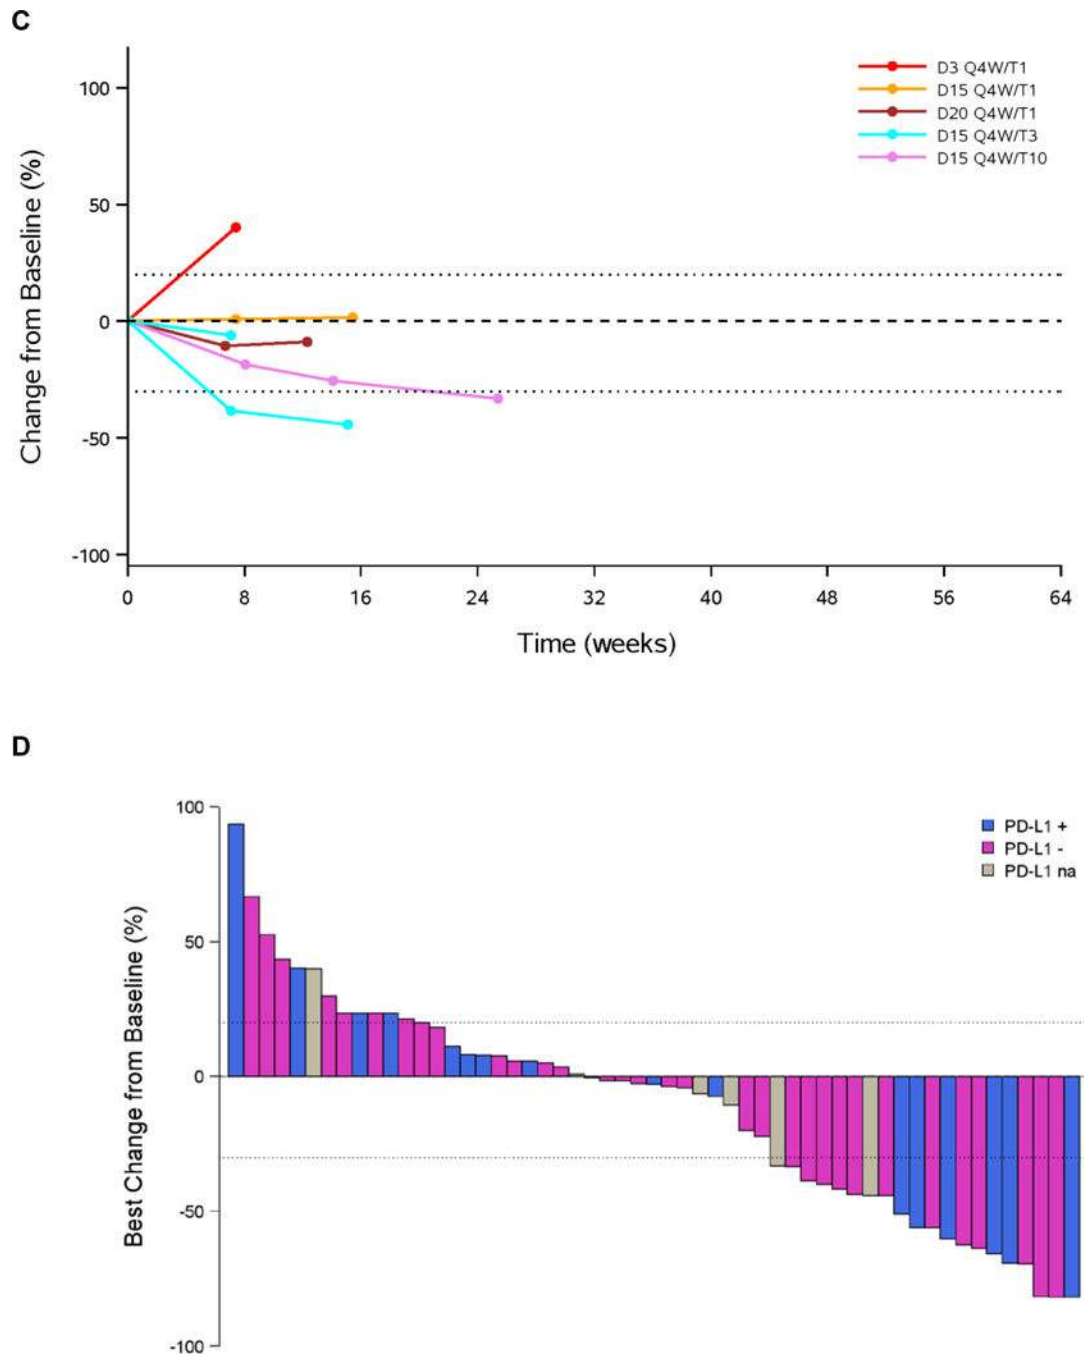 C
Change from Baseline (%)
100
50
0
-50
-100
D3 Q4W/T1
D15 Q4W/T1
D20 Q4W/T1
D15 Q4W/T3
D15 Q4W/T10
0 8 16 24 32 40 48 56 64
Time (weeks)
D
Best Change from Baseline (%)
100
50
0
-50
-100
PD-L1 +
PD-L1 -
PD-L1 na